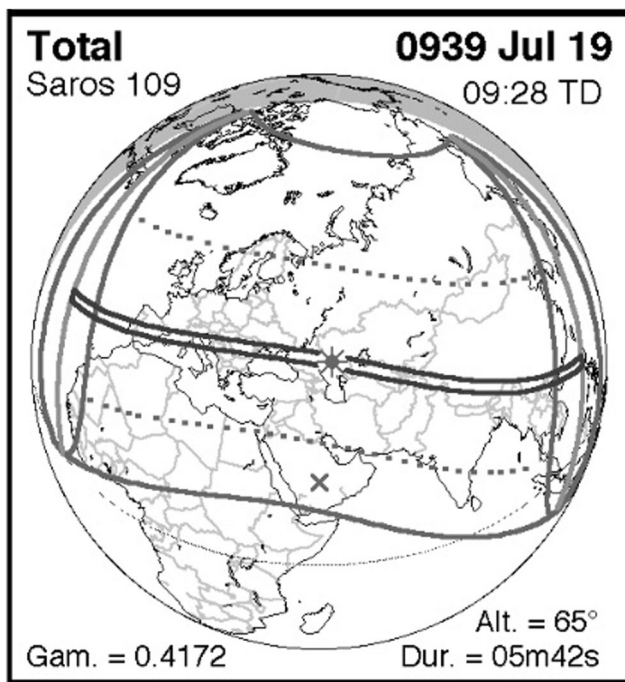 Total 0939 Jul 19
Saros 109 09:28 TD
Alt. = 65°
Gam. = 0.4172 Dur. = 05m42s